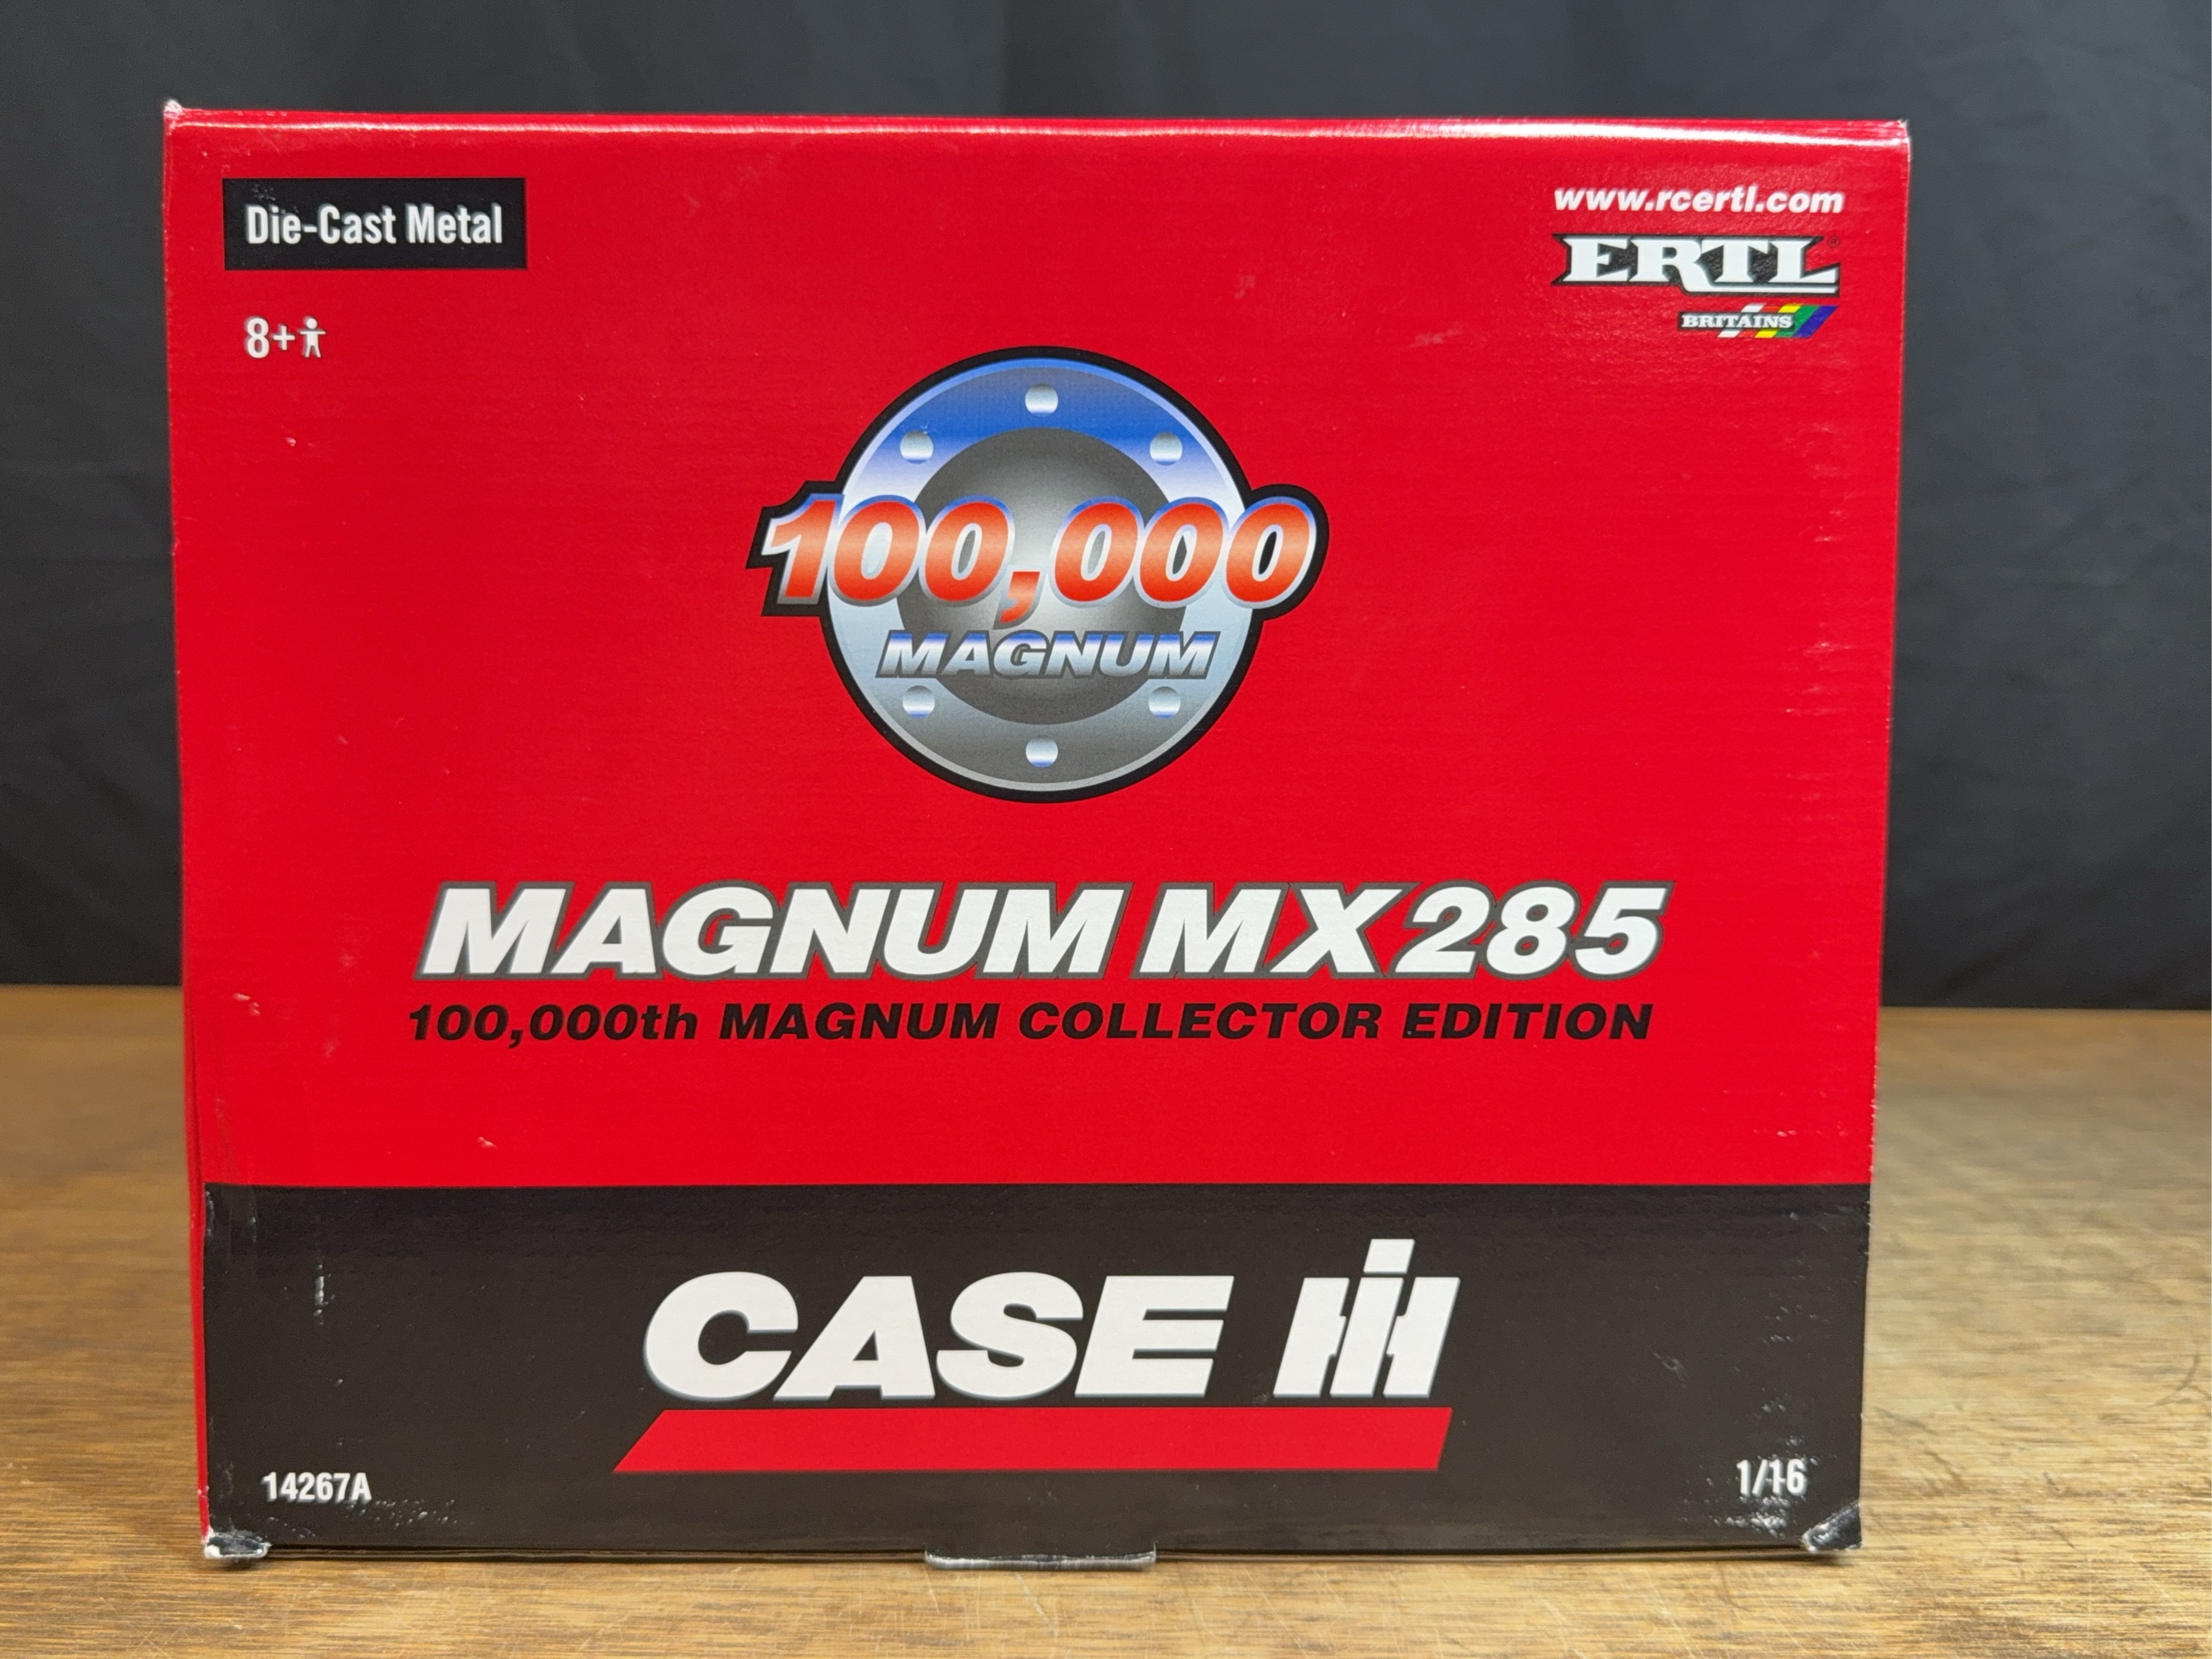 Die-Cast Metal
www.rcertl.com
ERTL®
BRITAINS
8+
100,000
MAGNUM
MAGNUM MX285
100,000th MAGNUM COLLECTOR EDITION
CASE IH
14267A
1/16